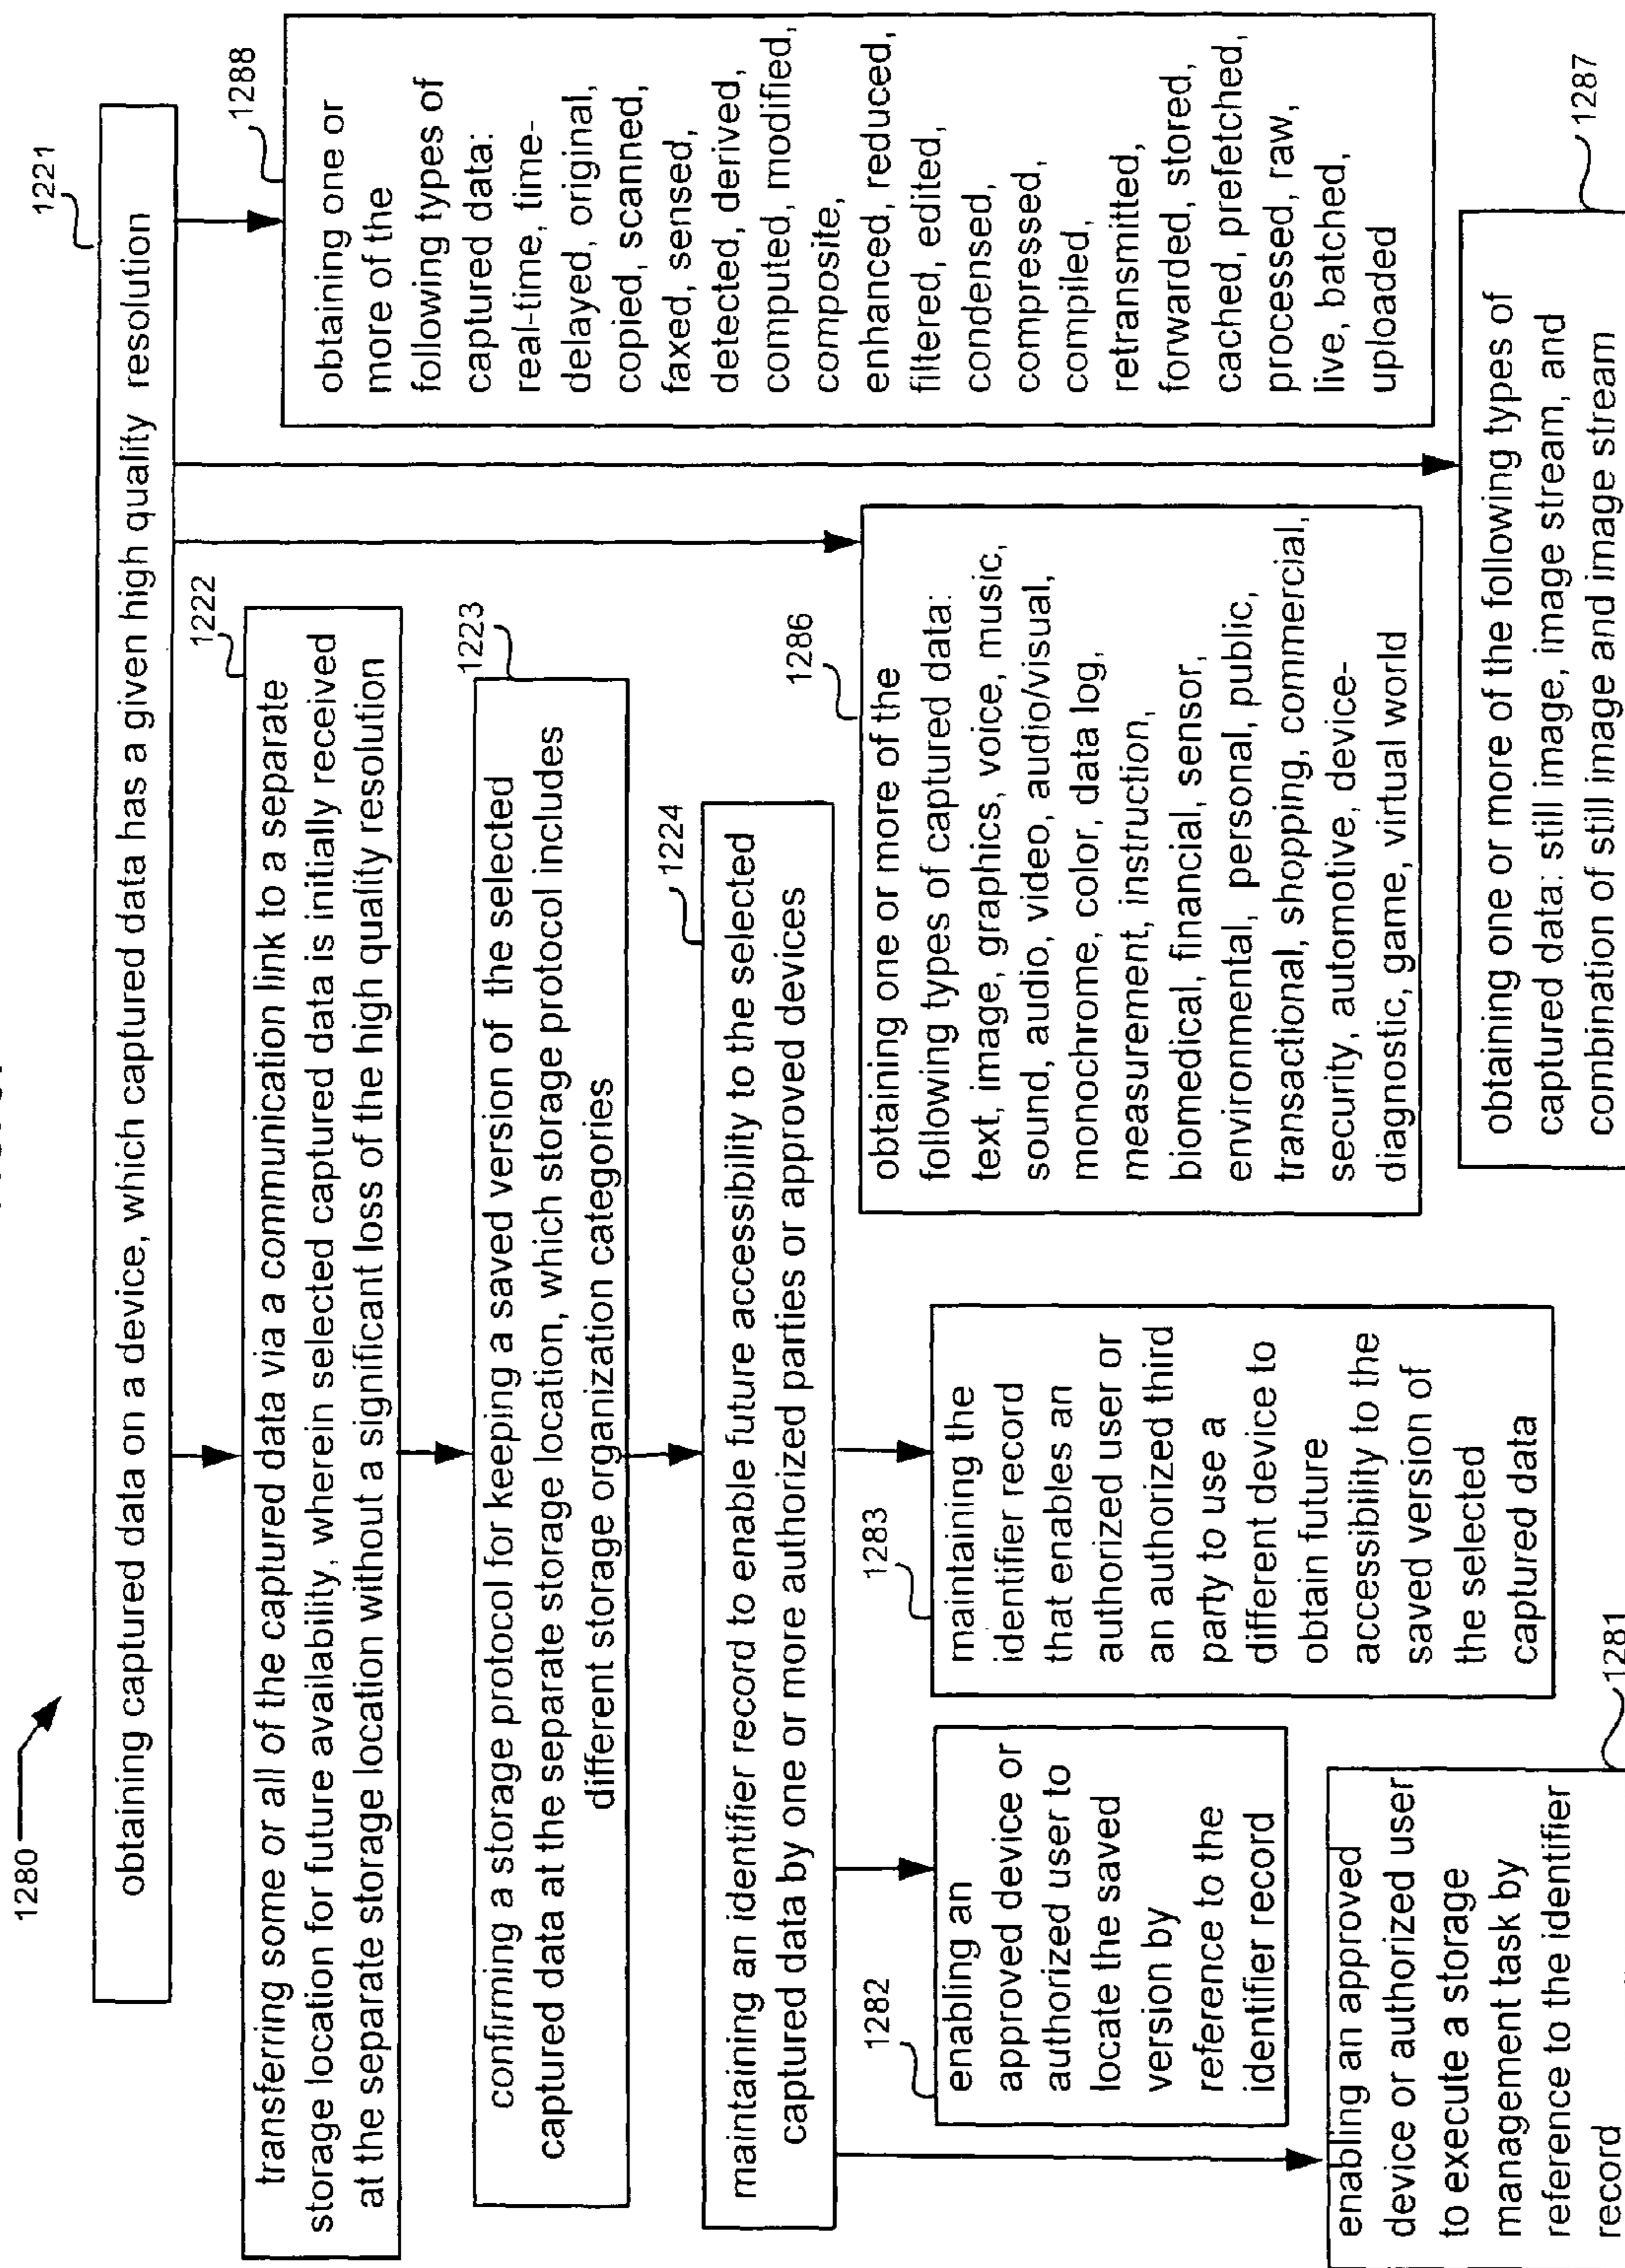 1280
1221
obtaining captured data on a device, which captured data has a given high quality resolution
1222
transferring some or all of the captured data via a communication link to a separate
storage location for future availability, wherein selected captured data is initially received
at the separate storage location without a significant loss of the high quality resolution
1223
confirming a storage protocol for keeping a saved version of the selected
captured data at the separate storage location, which storage protocol includes
different storage organization categories
1224
maintaining an identifier record to enable future accessibility to the selected
captured data by one or more authorized parties or approved devices
1282
enabling an
approved device or
authorized user to
locate the saved
version by
reference to the
identifier record
1283
maintaining the
identifier record
that enables an
authorized user or
an authorized third
party to use a
different device to
obtain future
accessibility to the
saved version of
the selected
captured data
1281
enabling an approved
device or authorized user
to execute a storage
management task by
reference to the identifier
record
1286
obtaining one or more of the
following types of captured data:
text, image, graphics, voice, music,
sound, audio, video, audio/visual,
monochrome, color, data log,
measurement, instruction,
biomedical, financial, sensor,
environmental, personal, public,
transactional, shopping, commercial,
security, automotive, device-
diagnostic, game, virtual world
1288
obtaining one or
more of the
following types of
captured data:
real-time, time-
delayed, original,
copied, scanned,
faxed, sensed,
detected, derived,
computed, modified,
composite,
enhanced, reduced,
filtered, edited,
condensed,
compressed,
compiled,
retransmitted,
forwarded, stored,
cached, prefetched,
processed, raw,
live, batched,
uploaded
1287
obtaining one or more of the following types of
captured data: still image, image stream, and
combination of still image and image stream